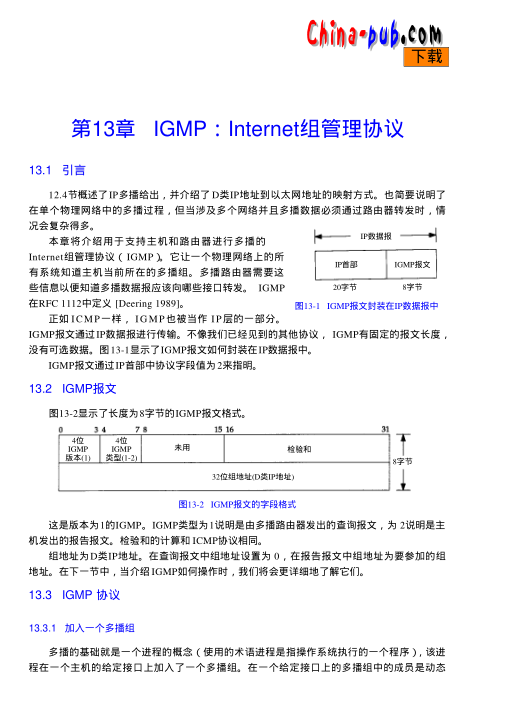 China-pub.com
下载
第13章 IGMP：Internet组管理协议
13.1 引言
12.4节概述了IP多播给出，并介绍了D类IP地址到以太网地址的映射方式。也简要说明了
在单个物理网络中的多播过程，但当涉及多个网络并且多播数据必须通过路由器转发时，情
况会复杂得多。
本章将介绍用于支持主机和路由器进行多播的
Internet组管理协议（IGMP）。它让一个物理网络上的所
有系统知道主机当前所在的多播组。多播路由器需要这
些信息以便知道多播数据报应该向哪些接口转发。IGMP
在RFC 1112中定义 [Deering 1989]。
IP数据报
IP首部
IGMP报文
20字节
8字节
图13-1 IGMP报文封装在IP数据报中
正如ICMP一样，IGMP也被当作IP层的一部分。
IGMP报文通过IP数据报进行传输。不像我们已经见到的其他协议，IGMP有固定的报文长度，
没有可选数据。图13-1显示了IGMP报文如何封装在IP数据报中。
IGMP报文通过IP首部中协议字段值为2来指明。
13.2 IGMP报文
图13-2显示了长度为8字节的IGMP报文格式。
0 3 4 7 8 15 16 31
4位
IGMP
版本(1)
4位
IGMP
类型(1-2)
未用
检验和
8字节
32位组地址(D类IP地址)
图13-2 IGMP报文的字段格式
这是版本为1的IGMP。IGMP类型为1说明是由多播路由器发出的查询报文，为2说明是主
机发出的报告报文。检验和的计算和ICMP协议相同。
组地址为D类IP地址。在查询报文中组地址设置为0，在报告报文中组地址为要参加的组
地址。在下一节中，当介绍IGMP如何操作时，我们将会更详细地了解它们。
13.3 IGMP 协议
13.3.1 加入一个多播组
多播的基础就是一个进程的概念（使用的术语进程是指操作系统执行的一个程序），该进
程在一个主机的给定接口上加入了一个多播组。在一个给定接口上的多播组中的成员是动态